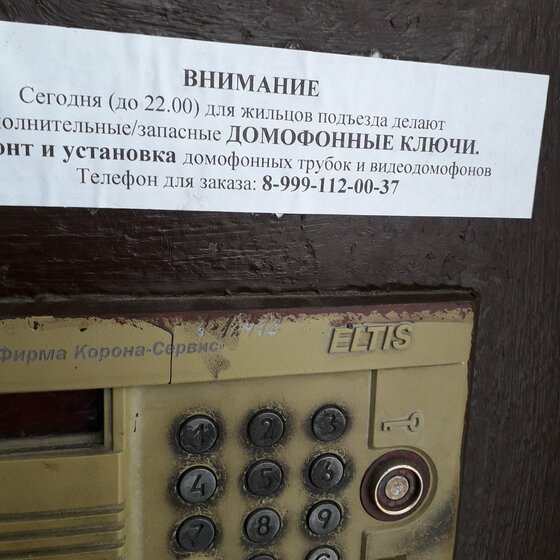 ВНИМАНИЕ
Сегодня (до 22.00) для жильцов подъезда делают
полнительные/запасные ДОМОФОННЫЕ КЛЮЧИ.
онт и установка домофонных трубок и видеодомофонов
Телефон для заказа: 8-999-112-00-37
Фирма Корона-Сервис»
ELTIS
1 2 3
4 5 6
7 8 9